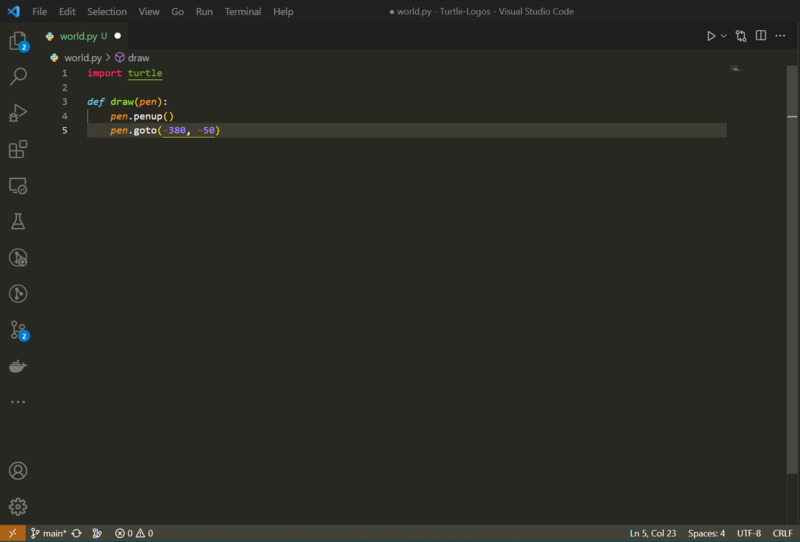 File Edit Selection View Go Run Terminal Help ● world.py - Turtle-Logos - Visual Studio Code
world.py U ●
world.py > draw
1 import turtle
2
3 def draw(pen):
4 pen.penup()
5 pen.goto(-380, -50)
2
2
main* 0 0 Ln 5, Col 23 Spaces: 4 UTF-8 CRLF